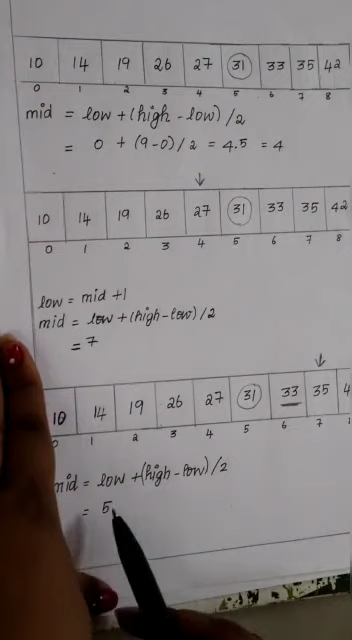 10 14 19 26 27 31 33 35 42
0 1 2 3 4 5 6 7 8
mid = low + (high - low) / 2
= 0 + (9-0) / 2 = 4.5 = 4
10 14 19 26 27 31 33 35 42
0 1 2 3 4 5 6 7 8
low = mid + 1
mid = low + (high - low) / 2
= 7
10 14 19 26 27 31 33 35 4
0 1 2 3 4 5 6 7
mid = low + (high - low) / 2
= 5